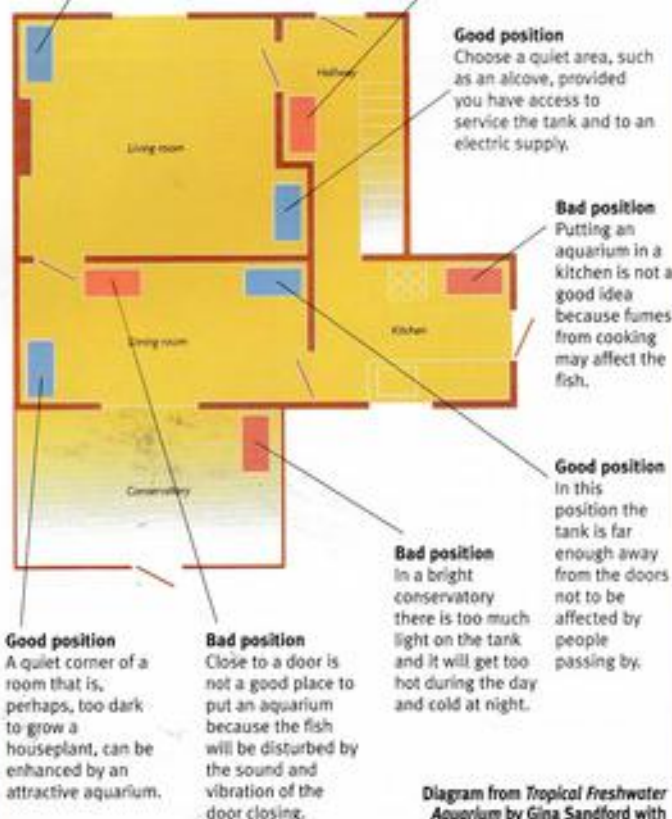 Good position
Choose a quiet area, such
as an alcove, provided
you have access to
service the tank and to an
electric supply.
Hallway
Living room
Bad position
Putting an
aquarium in a
kitchen is not a
good idea
because fumes
from cooking
may affect the
fish.
Dining room
Kitchen
Conservatory
Good position
In this
position the
tank is far
enough away
from the doors
not to be
affected by
people
passing by.
Bad position
In a bright
conservatory
there is too much
light on the tank
and it will get too
hot during the day
and cold at night.
Good position
A quiet corner of a
room that is,
perhaps, too dark
to grow a
houseplant, can be
enhanced by an
attractive aquarium.
Bad position
Close to a door is
not a good place to
put an aquarium
because the fish
will be disturbed by
the sound and
vibration of the
door closing.
Diagram from Tropical Freshwater
Aquarium by Gina Sandford with